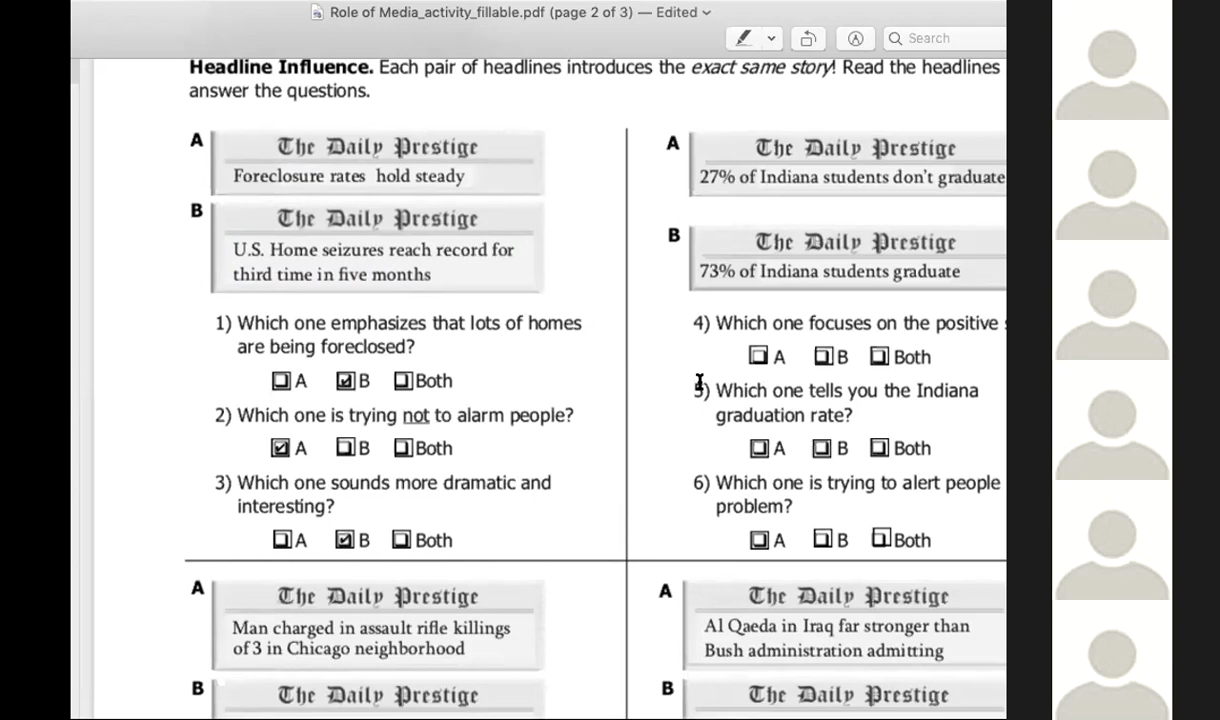 Role of Media_activity_fillable.pdf (page 2 of 3) — Edited
Search
Headline Influence. Each pair of headlines introduces the exact same story! Read the headlines
answer the questions.
A
The Daily Prestige
Foreclosure rates hold steady
B
The Daily Prestige
U.S. Home seizures reach record for
third time in five months
1) Which one emphasizes that lots of homes
are being foreclosed?
A B Both
2) Which one is trying not to alarm people?
A B Both
3) Which one sounds more dramatic and
interesting?
A B Both
A
The Daily Prestige
27% of Indiana students don't graduate
B
The Daily Prestige
73% of Indiana students graduate
4) Which one focuses on the positive
A B Both
5) Which one tells you the Indiana
graduation rate?
A B Both
6) Which one is trying to alert people
problem?
A B Both
A
The Daily Prestige
Man charged in assault rifle killings
of 3 in Chicago neighborhood
B
The Daily Prestige
A
The Daily Prestige
Al Qaeda in Iraq far stronger than
Bush administration admitting
B
The Daily Prestige